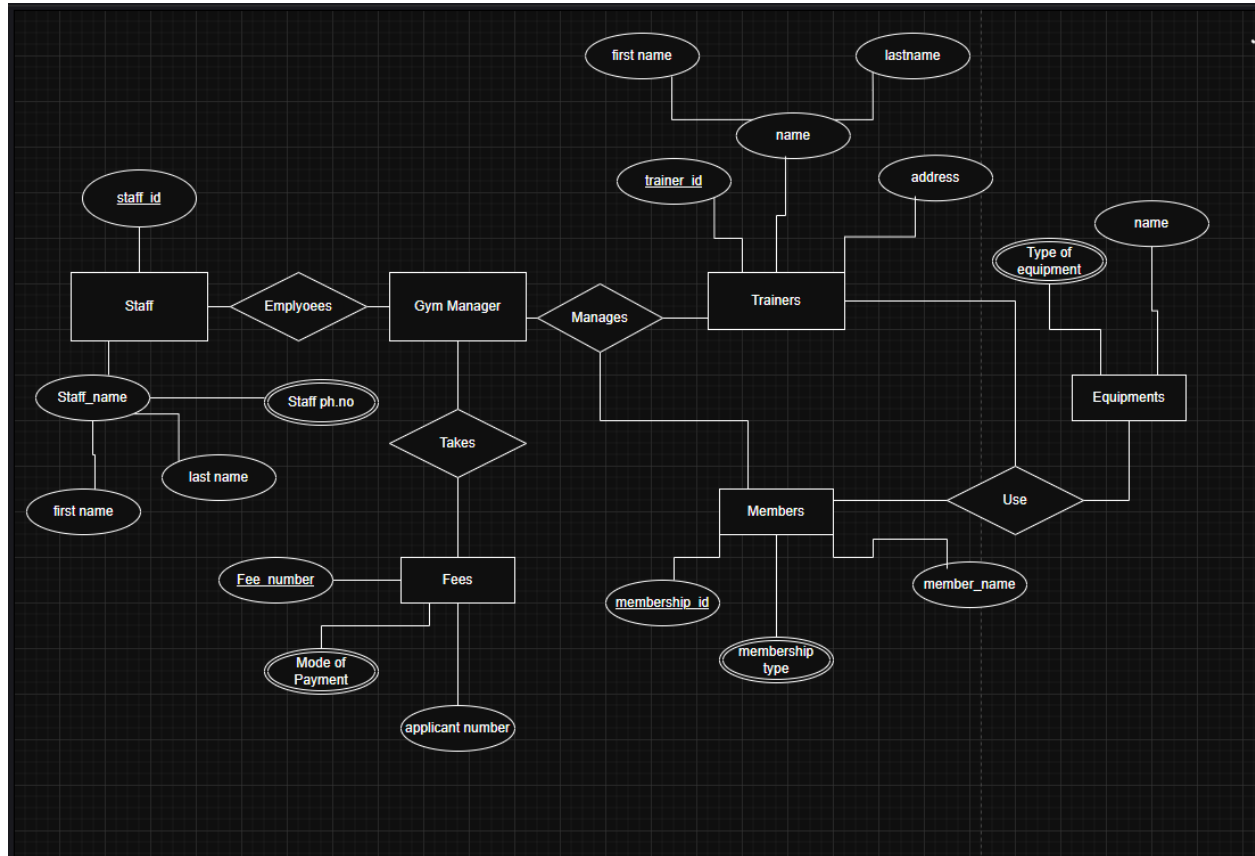 first name
lastname
name
trainer_id
address
staff_id
name
Type of
equipment
Staff
Emplyoees
Gym Manager
Manages
Trainers
Equipments
Staff_name
Staff ph.no
Takes
last name
first name
Members
Use
Fee_number
Fees
membership_id
member_name
membership
type
Mode of
Payment
applicant number